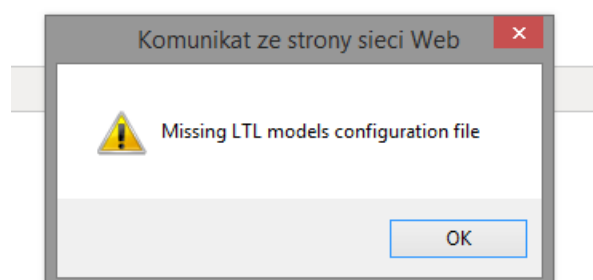 Komunikat ze strony sieci Web
Missing LTL models configuration file
OK